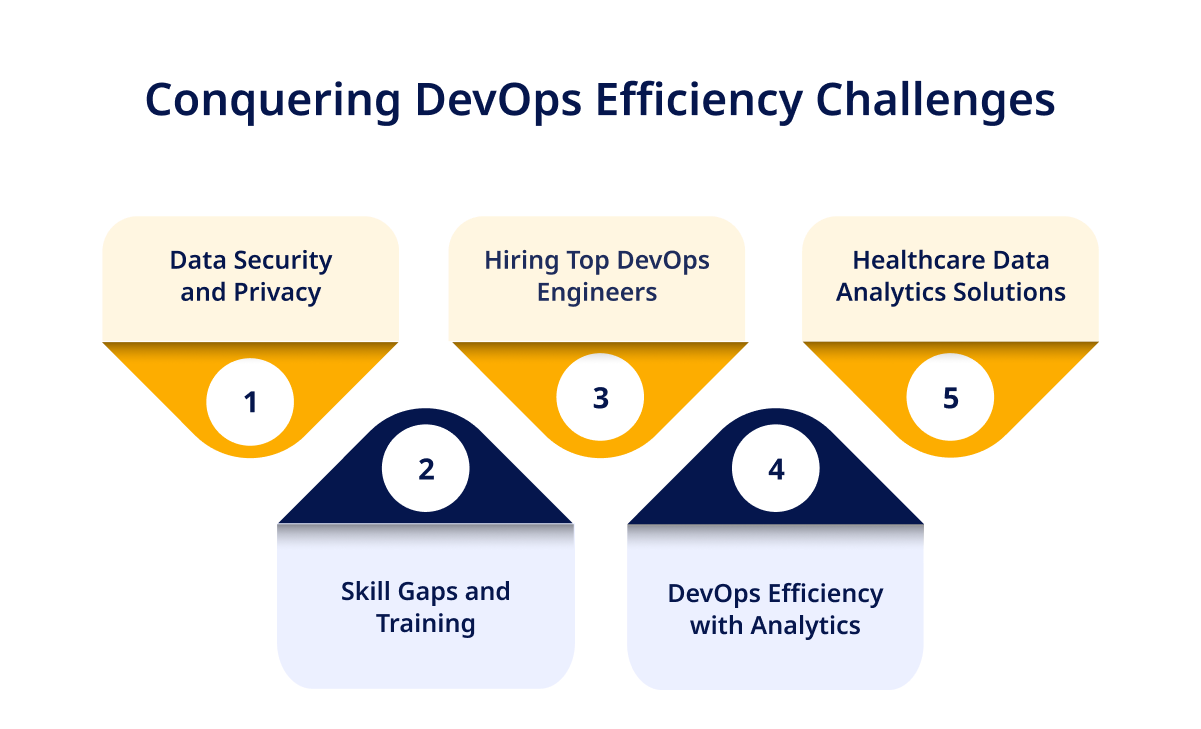 Conquering DevOps Efficiency Challenges
Data Security
and Privacy
1
2
Skill Gaps and
Training
Hiring Top DevOps
Engineers
3
4
DevOps Efficiency
with Analytics
Healthcare Data
Analytics Solutions
5